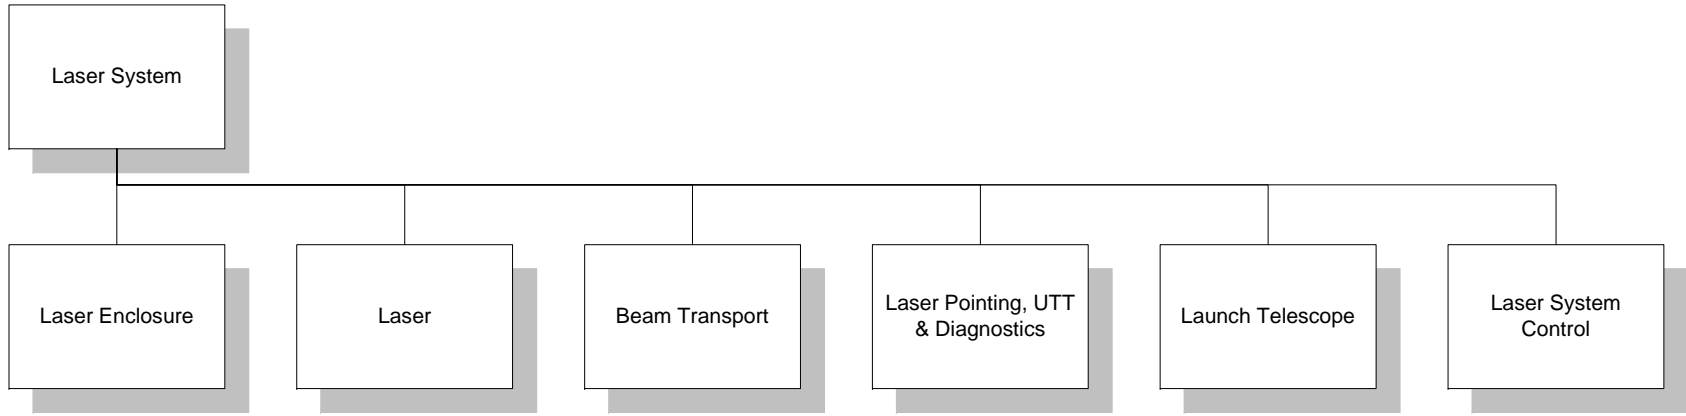 Laser System
Laser Enclosure
Laser
Beam Transport
Laser Pointing, UTT
& Diagnostics
Launch Telescope
Laser System
Control